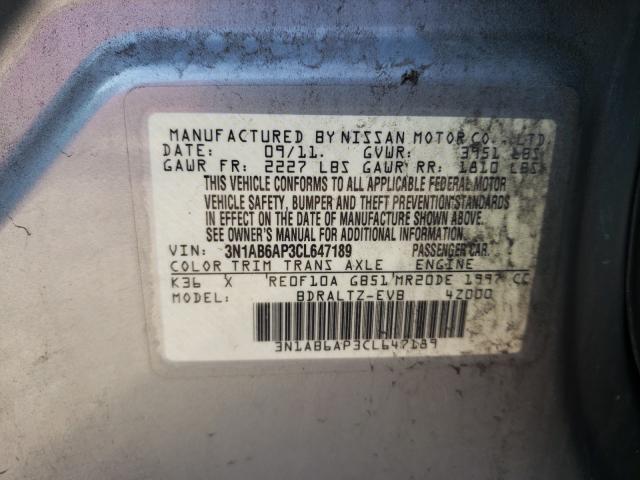 MANUFACTURED BY NISSAN MOTOR CO., LTD.
DATE: 09/11. GVWR: 3951 LBS
GAWR FR: 2227 LBS GAWR RR: 1810 LBS
THIS VEHICLE CONFORMS TO ALL APPLICABLE FEDERAL MOTOR
VEHICLE SAFETY, BUMPER AND THEFT PREVENTION STANDARDS
IN EFFECT ON THE DATE OF MANUFACTURE SHOWN ABOVE.
SEE OWNER'S MANUAL FOR ADDITIONAL INFORMATION.
VIN: 3N1AB6AP3CL647189 PASSENGER CAR.
COLOR TRIM TRANS AXLE ENGINE
K36 X RE0F10A GB51 MR20DE 1997 CC
MODEL: BDRALTZ-EVB 4Z000
3N1AB6AP3CL647189